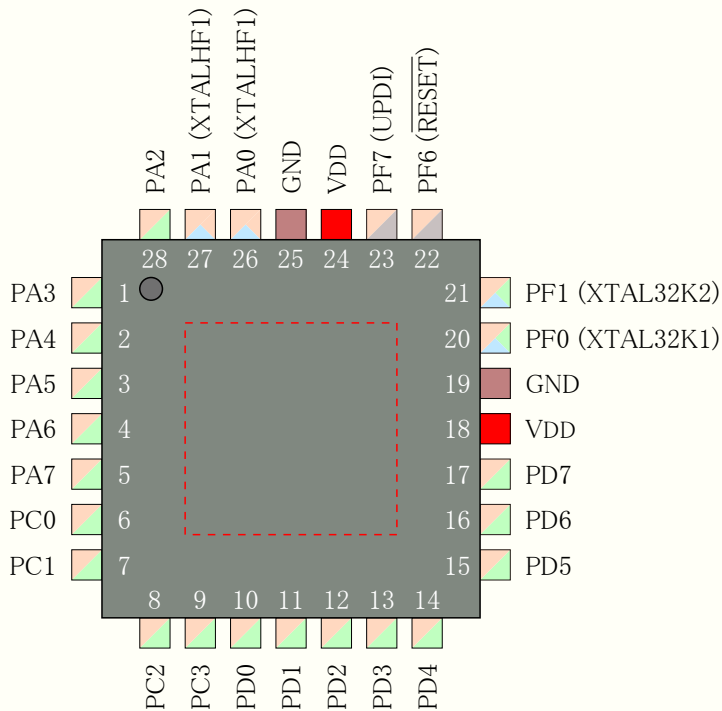 PA2
PA1 (XTALHF1)
PA0 (XTALHF1)
GND
VDD
PF7 (UPDI)
PF6 (RESET)
28 27 26 25 24 23 22
PA3 1 21 PF1 (XTAL32K2)
PA4 2 20 PF0 (XTAL32K1)
PA5 3 19 GND
PA6 4 18 VDD
PA7 5 17 PD7
PC0 6 16 PD6
PC1 7 15 PD5
8 9 10 11 12 13 14
PC2
PC3
PD0
PD1
PD2
PD3
PD4